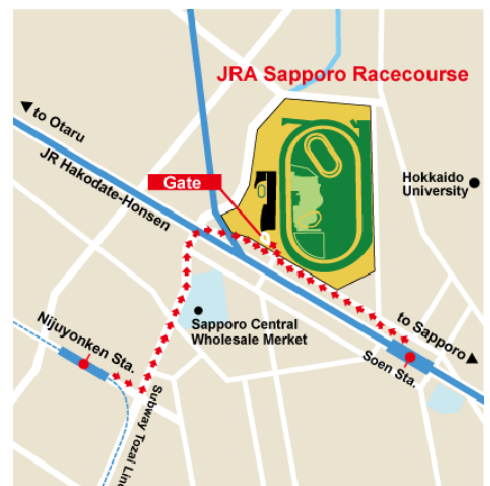 JRA Sapporo Racecourse
to Otaru
JR Hakodate-Honsen
Gate
Hokkaido
University
Sapporo Central
Wholesale Merket
to Sapporo
Soen Sta.
Nijuyonken Sta.
Subway Tozai Line